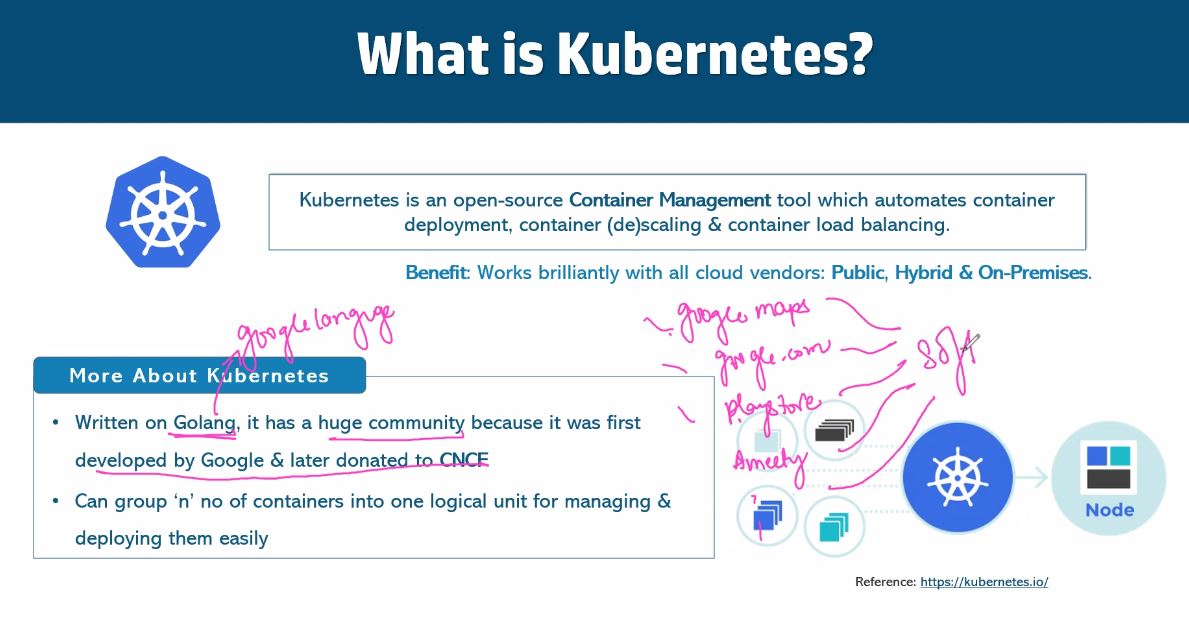 What is Kubernetes?
Kubernetes is an open-source Container Management tool which automates container
deployment, container (de)scaling & container load balancing.
Benefit: Works brilliantly with all cloud vendors: Public, Hybrid & On-Premises.
google maps
google language
google.com
soft
More About Kubernetes
playstore
Written on Golang, it has a huge community because it was first
developed by Google & later donated to CNCF
Can group ‘n’ no of containers into one logical unit for managing &
deploying them easily
Node
Reference: https://kubernetes.io/